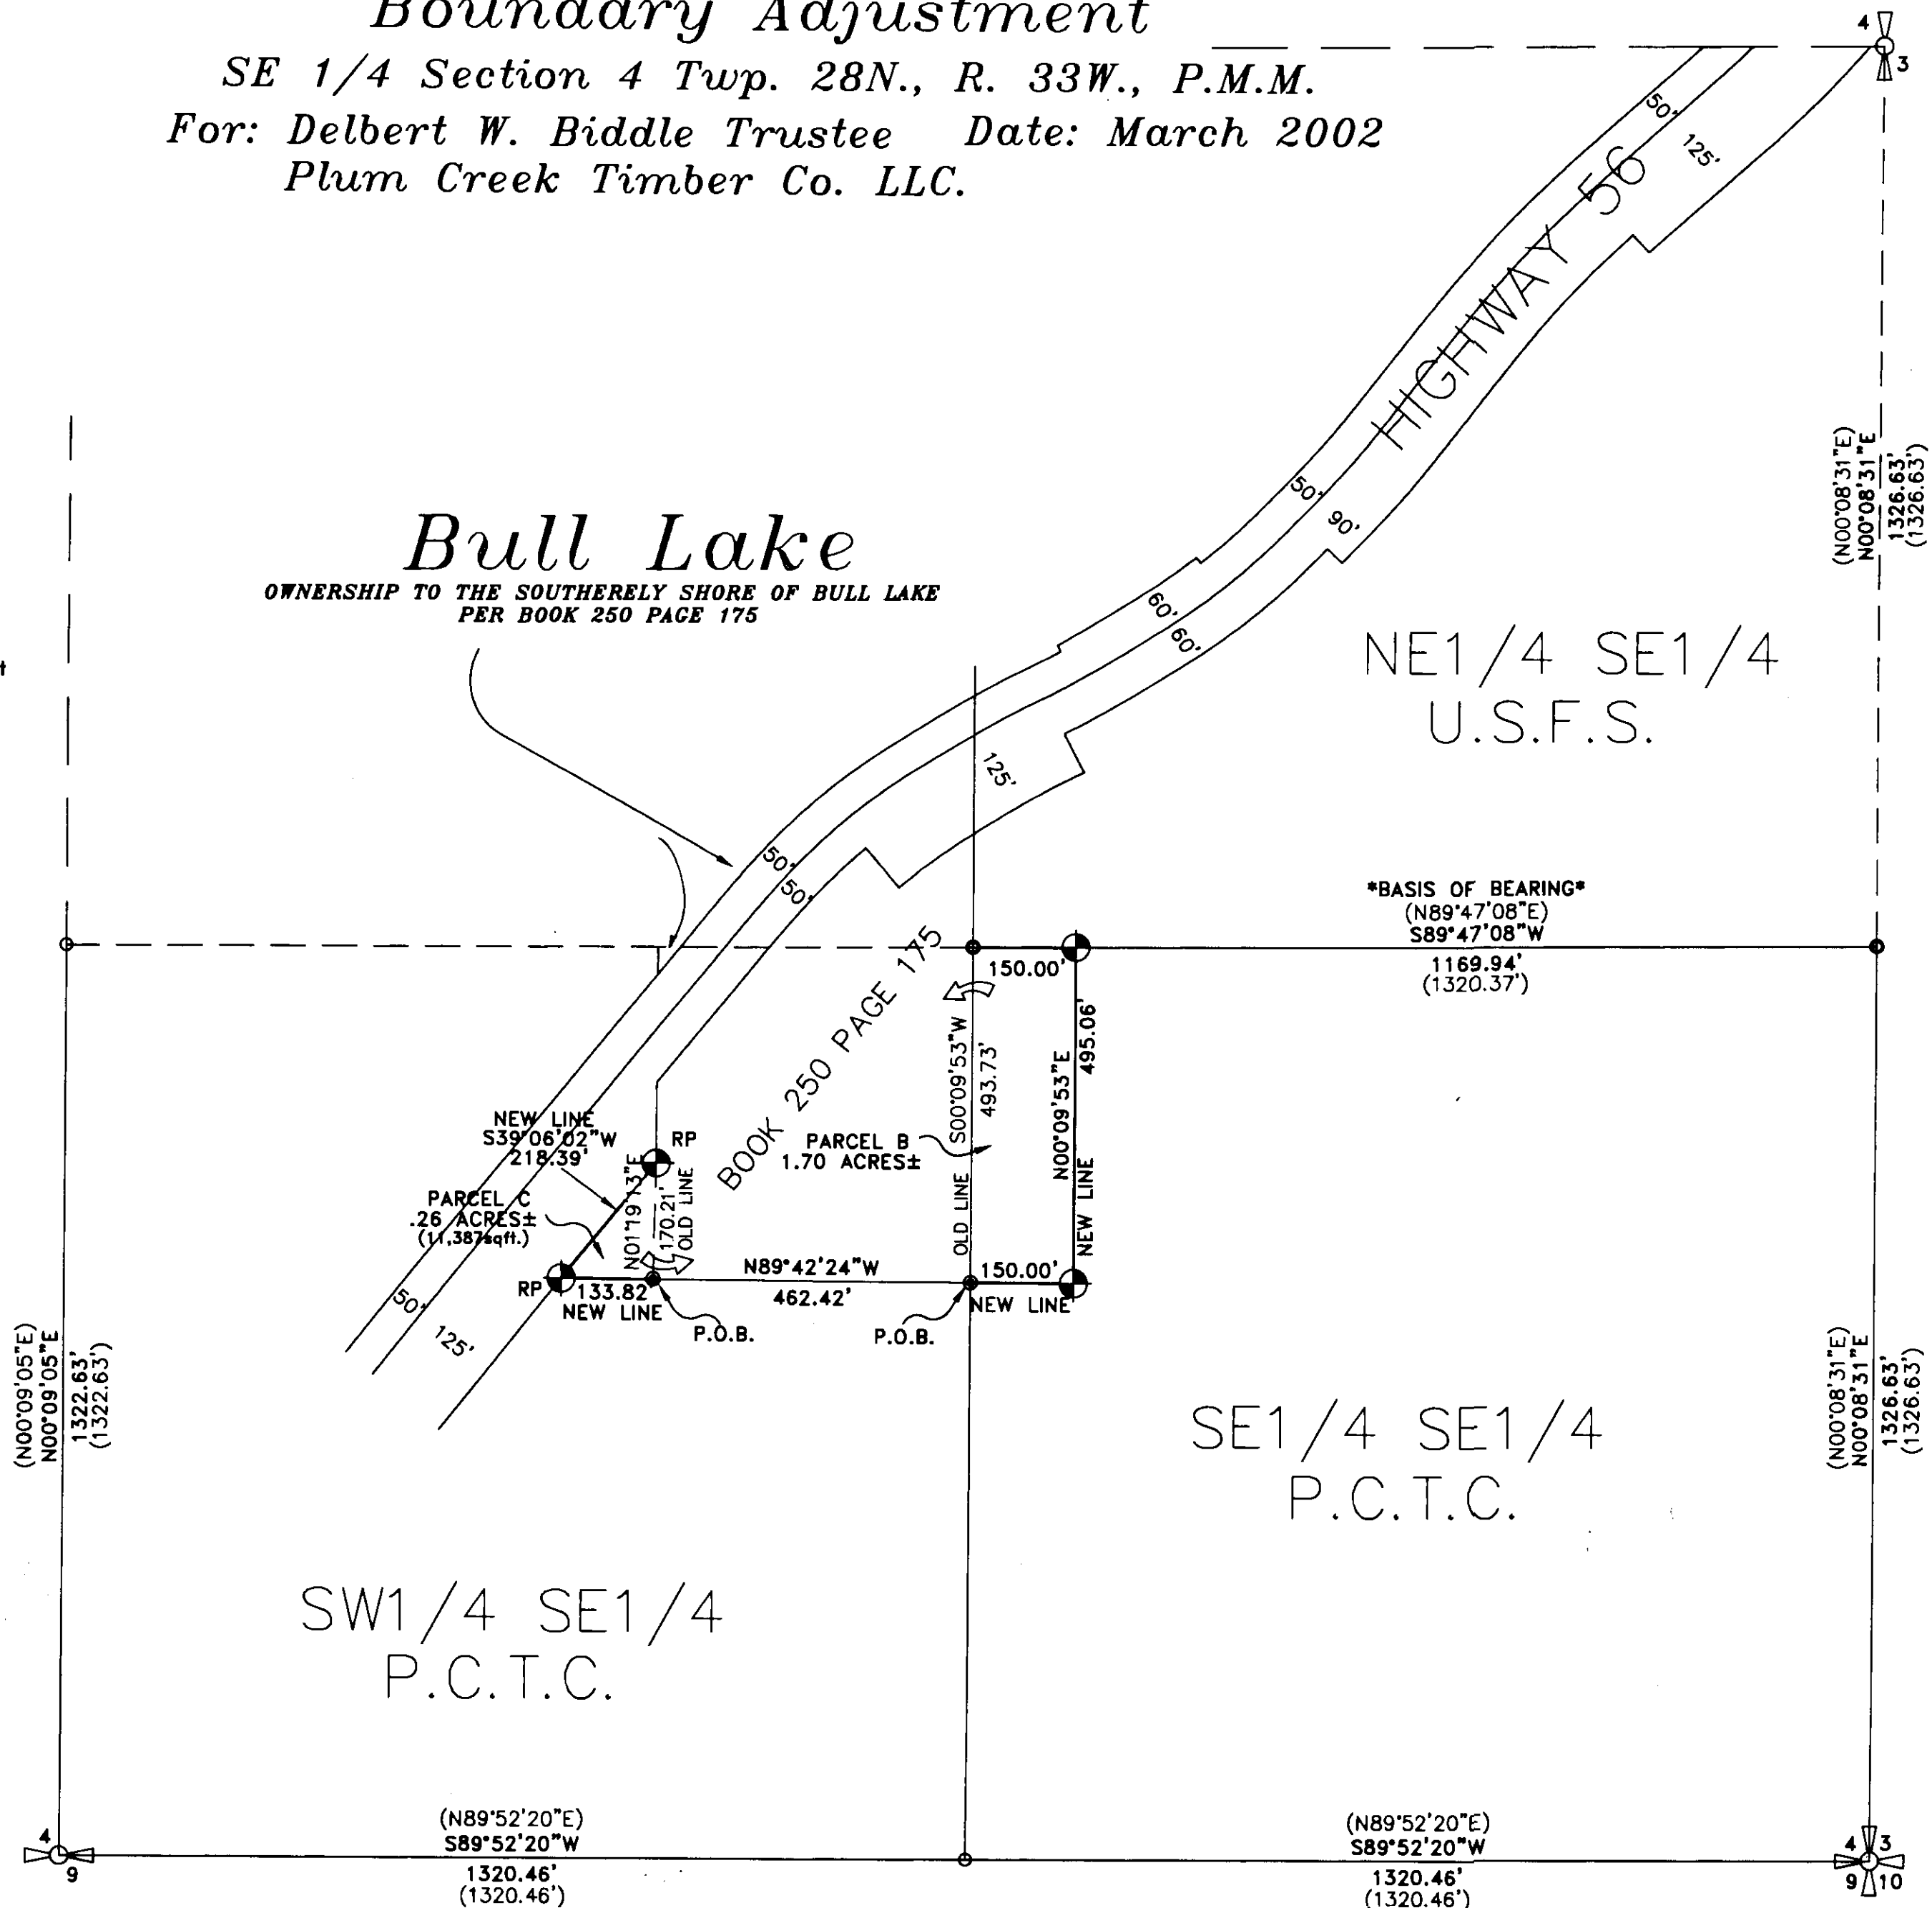 Boundary Adjustment
SE 1/4 Section 4 Twp. 28N., R. 33W., P.M.M.
For: Delbert W. Biddle Trustee Date: March 2002
Plum Creek Timber Co. LLC.
4
3
50'
125'
HIGHWAY 56
(N00°08'31"E)
N00°08'31"E
1326.63'
(1326.63')
Bull Lake
OWNERSHIP TO THE SOUTHERELY SHORE OF BULL LAKE
PER BOOK 250 PAGE 175
50'
90'
60'
60'
NE1/4 SE1/4
U.S.F.S.
t
125'
50'
50'
*BASIS OF BEARING*
(N89°47'08"E)
S89°47'08"W
1169.94'
(1320.37')
150.00'
BOOK 250 PAGE 175
S00°09'53"W
493.73'
OLD LINE
N00°09'53"E
495.06'
NEW LINE
PARCEL B
1.70 ACRES±
NEW LINE
S39°06'02"W
218.39'
RP
PARCEL C
.26 ACRES±
(11,387sqft.)
N01°19'13"E
170.21'
OLD LINE
RP
133.82'
NEW LINE
N89°42'24"W
462.42'
150.00'
NEW LINE
P.O.B.
P.O.B.
50'
125'
(N00°09'05"E)
N00°09'05"E
1322.63'
(1322.63')
(N00°08'31"E)
N00°08'31"E
1326.63'
(1326.63')
SE1/4 SE1/4
P.C.T.C.
SW1/4 SE1/4
P.C.T.C.
4
9
(N89°52'20"E)
S89°52'20"W
1320.46'
(1320.46')
(N89°52'20"E)
S89°52'20"W
1320.46'
(1320.46')
4 3
9 10